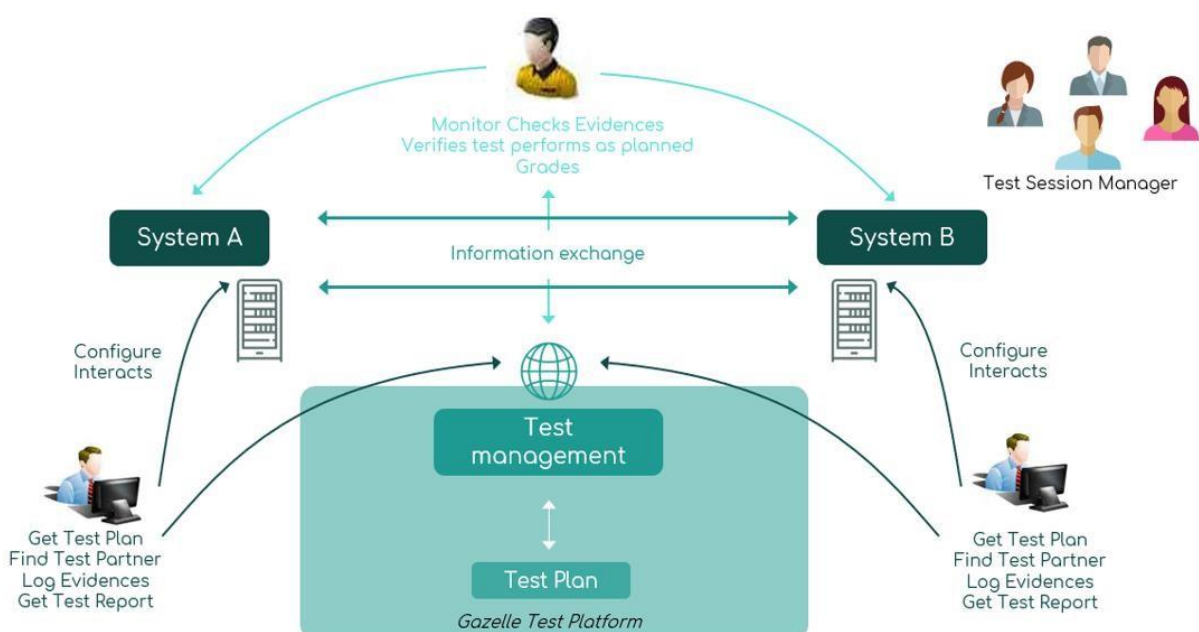 Monitor Checks Evidences
Verifies test performs as planned
Grades
Test Session Manager
System A
System B
Information exchange
Configure
Interacts
Configure
Interacts
Test
management
Get Test Plan
Find Test Partner
Log Evidences
Get Test Report
Get Test Plan
Find Test Partner
Log Evidences
Get Test Report
Test Plan
Gazelle Test Platform